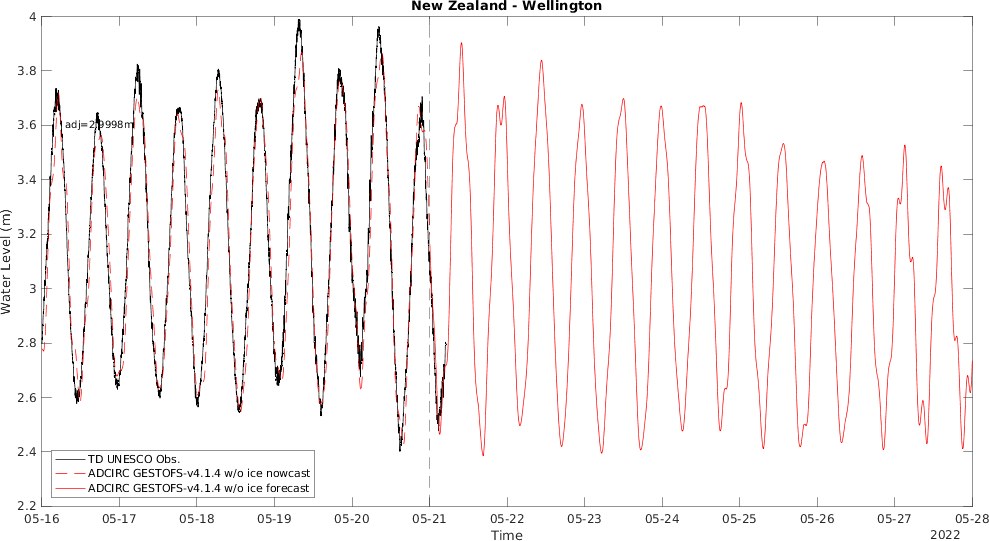 New Zealand - Wellington
4
3.8
3.6
3.4
3.2
3
2.8
2.6
2.4
2.2
Water Level (m)
adj=2.9998m
TD UNESCO Obs.
ADCIRC GESTOFS-v4.1.4 w/o ice nowcast
ADCIRC GESTOFS-v4.1.4 w/o ice forecast
05-16 05-17 05-18 05-19 05-20 05-21 05-22 05-23 05-24 05-25 05-26 05-27 05-28
Time
2022